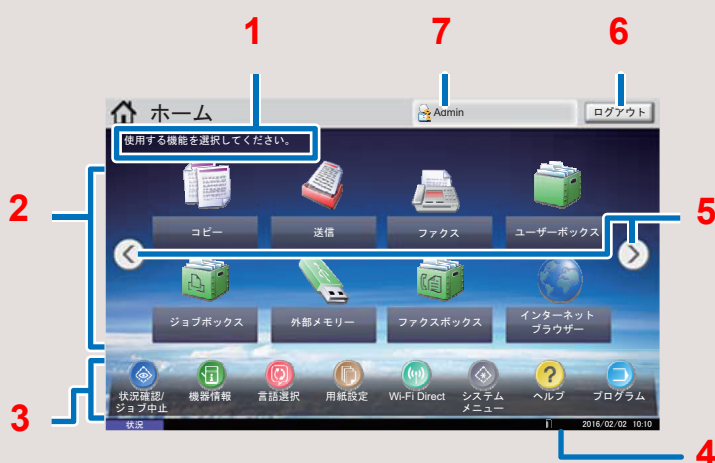 1
7
6
ホーム
Admin
ログアウト
使用する機能を選択してください。
2
コピー
送信
ファクス
ユーザーボックス
5
ジョブボックス
外部メモリー
ファクスボックス
インターネット
ブラウザー
3
状況確認/
ジョブ中止
機器情報
言語選択
用紙設定
Wi-Fi Direct
システム
メニュー
ヘルプ
プログラム
状況
2016/02/02 10:10
4